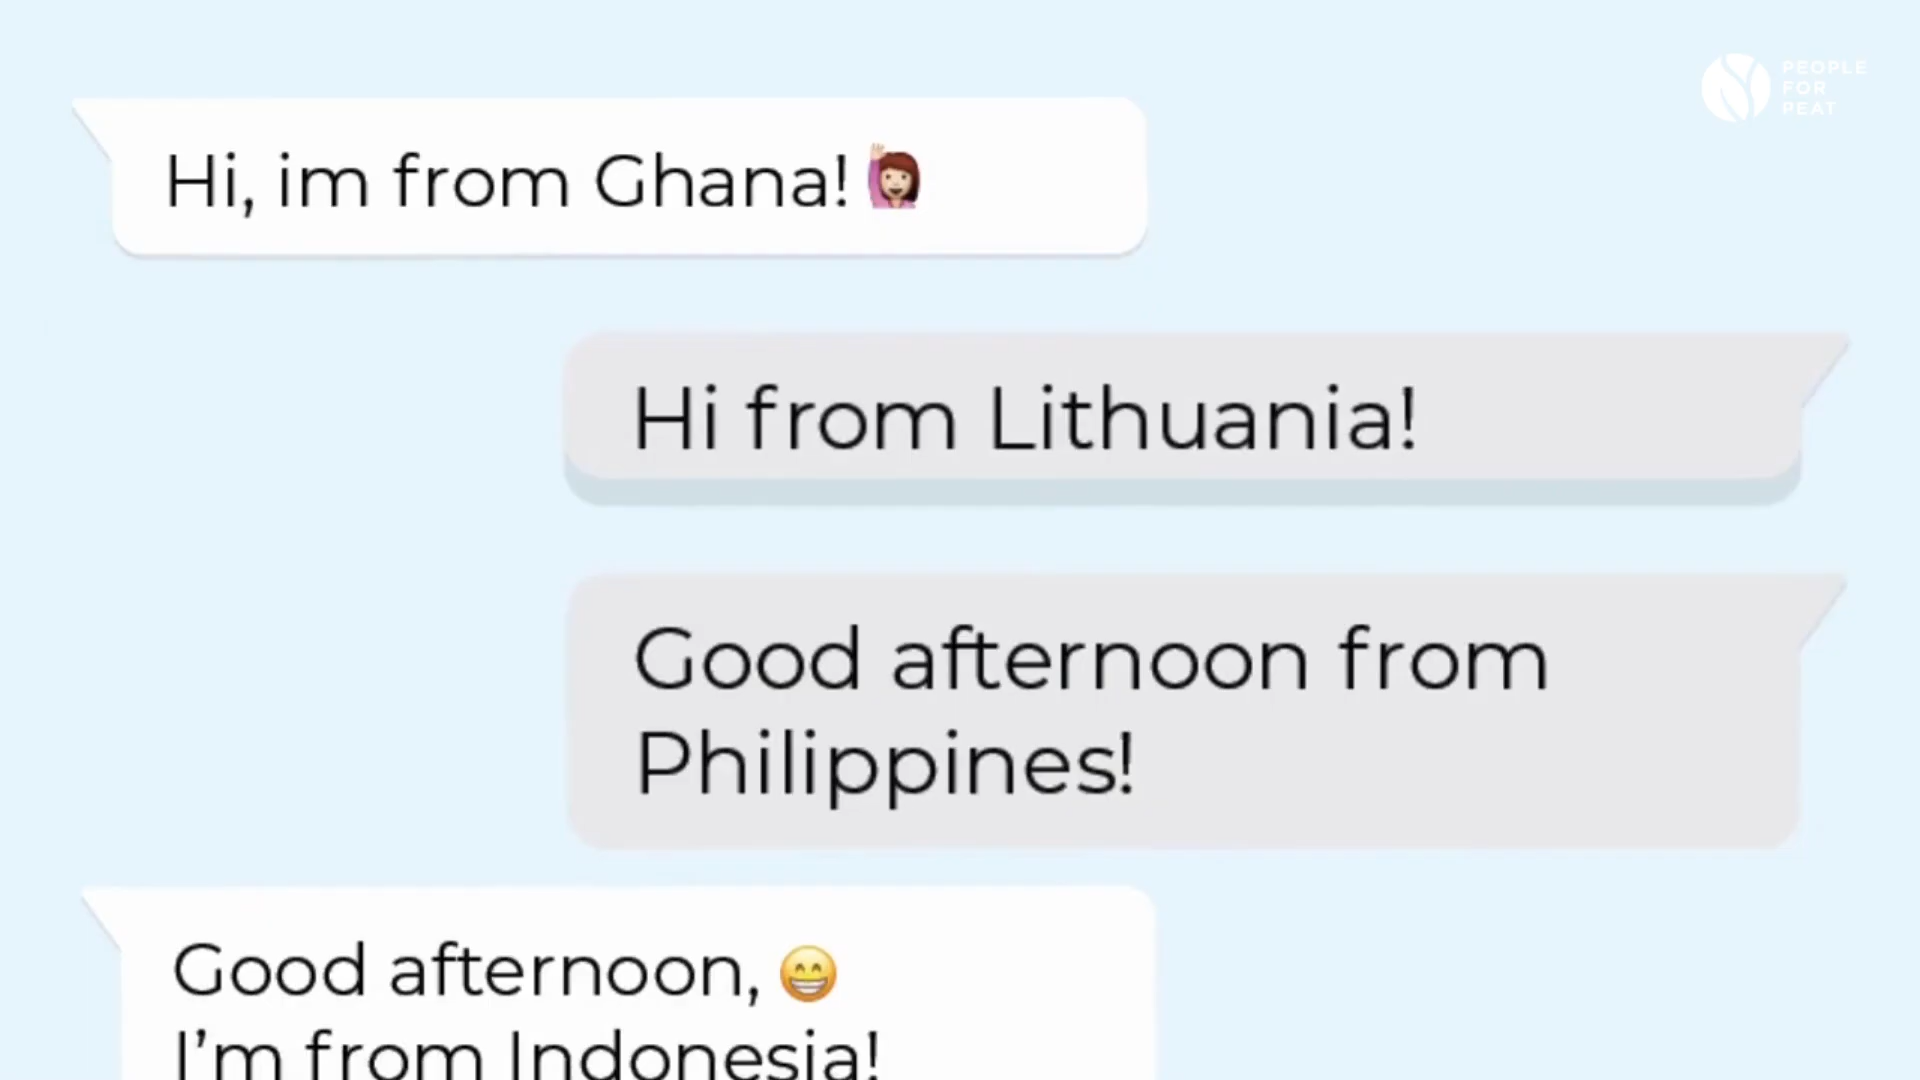 PEOPLE
FOR
PEAT
Hi, im from Ghana! 🙋
Hi from Lithuania!
Good afternoon from
Philippines!
Good afternoon, 😁
I’m from Indonesia!